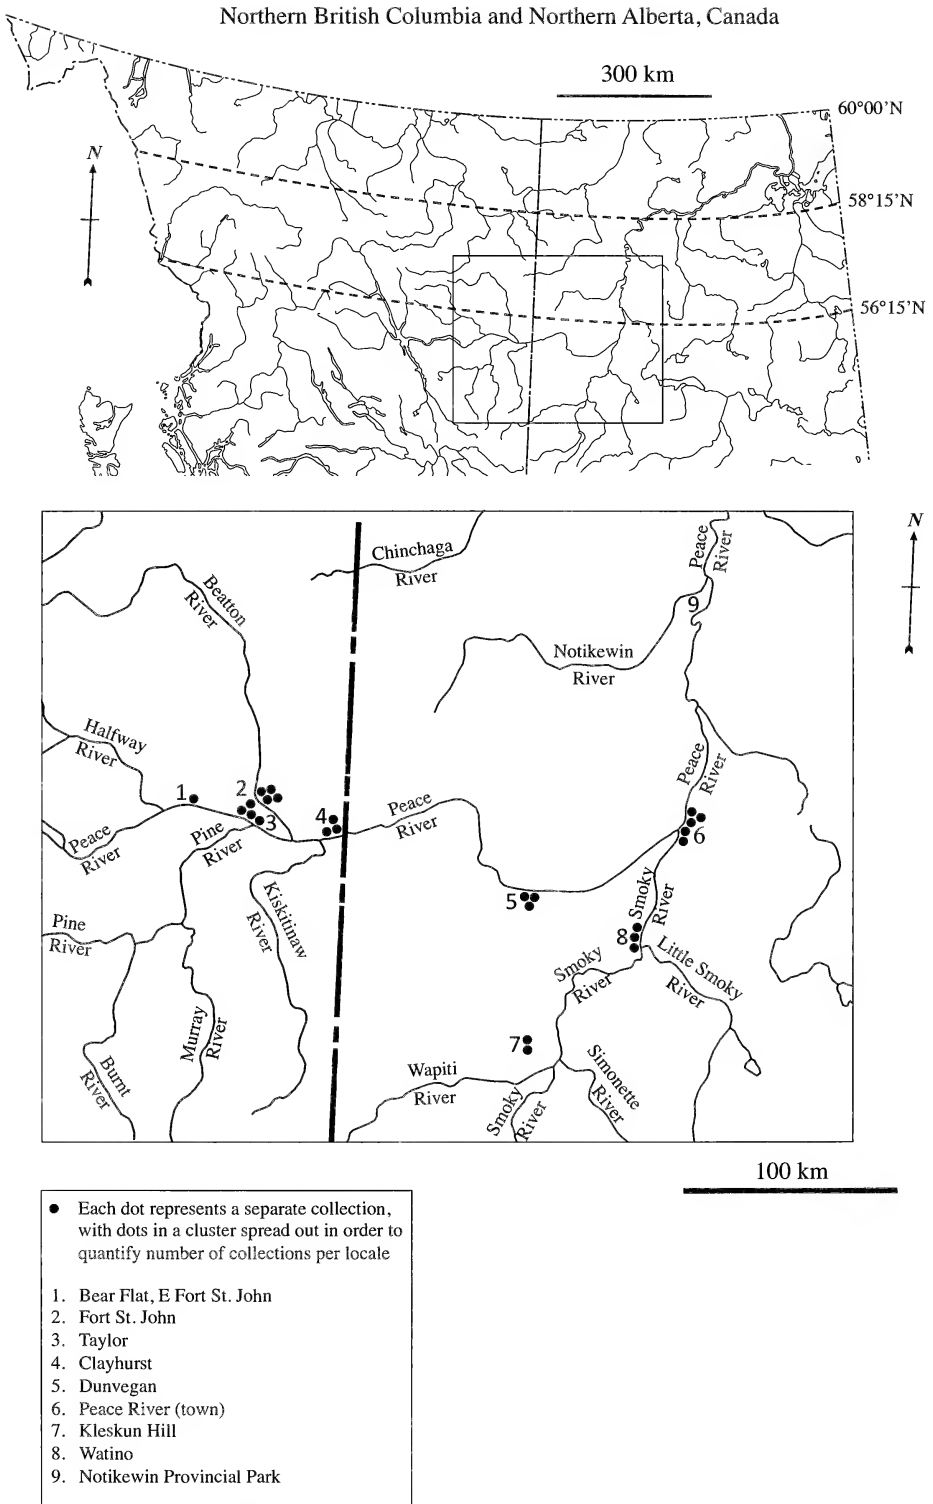 Northern British Columbia and Northern Alberta, Canada
300 km
60°00'N
N
58°15'N
56°15'N
N
Peace
River
Chinchaga
River
Beatton
River
9
Notikewin
River
Halfway
River
Peace
River
1
2
3
4
Peace
River
Peace
River
Pine
River
6
5
Smoky
River
Kiskitinaw
River
Pine
River
8
Smoky
River
Little Smoky
River
Murray
River
7
Burnt
River
Wapiti
River
Smoky
River
Simonette
River
100 km
● Each dot represents a separate collection,
with dots in a cluster spread out in order to
quantify number of collections per locale
1. Bear Flat, E Fort St. John
2. Fort St. John
3. Taylor
4. Clayhurst
5. Dunvegan
6. Peace River (town)
7. Kleskun Hill
8. Watino
9. Notikewin Provincial Park